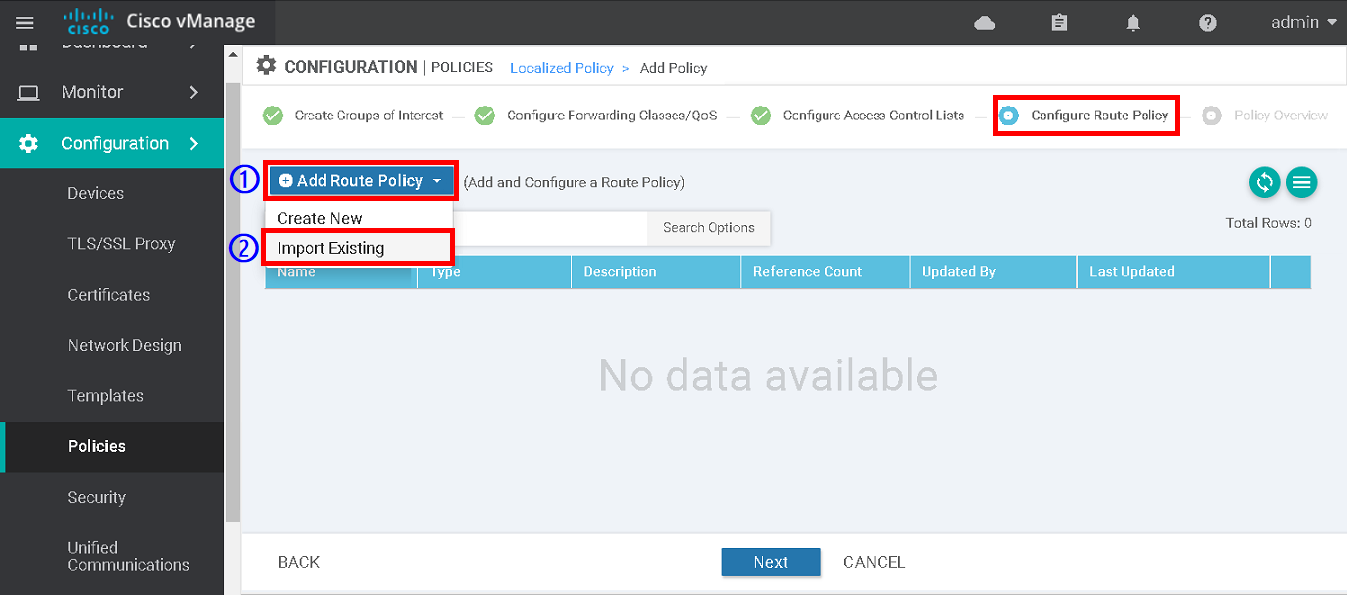 cisco Cisco vManage
admin
Dashboard
Monitor
Configuration
Devices
TLS/SSL Proxy
Certificates
Network Design
Templates
Policies
Security
Unified
Communications
CONFIGURATION | POLICIES Localized Policy > Add Policy
Create Groups of Interest
Configure Forwarding Classes/QoS
Configure Access Control Lists
Configure Route Policy
Policy Overview
1 Add Route Policy (Add and Configure a Route Policy)
Create New
2 Import Existing
Search Options
Total Rows: 0
Name Type Description Reference Count Updated By Last Updated
No data available
BACK Next CANCEL